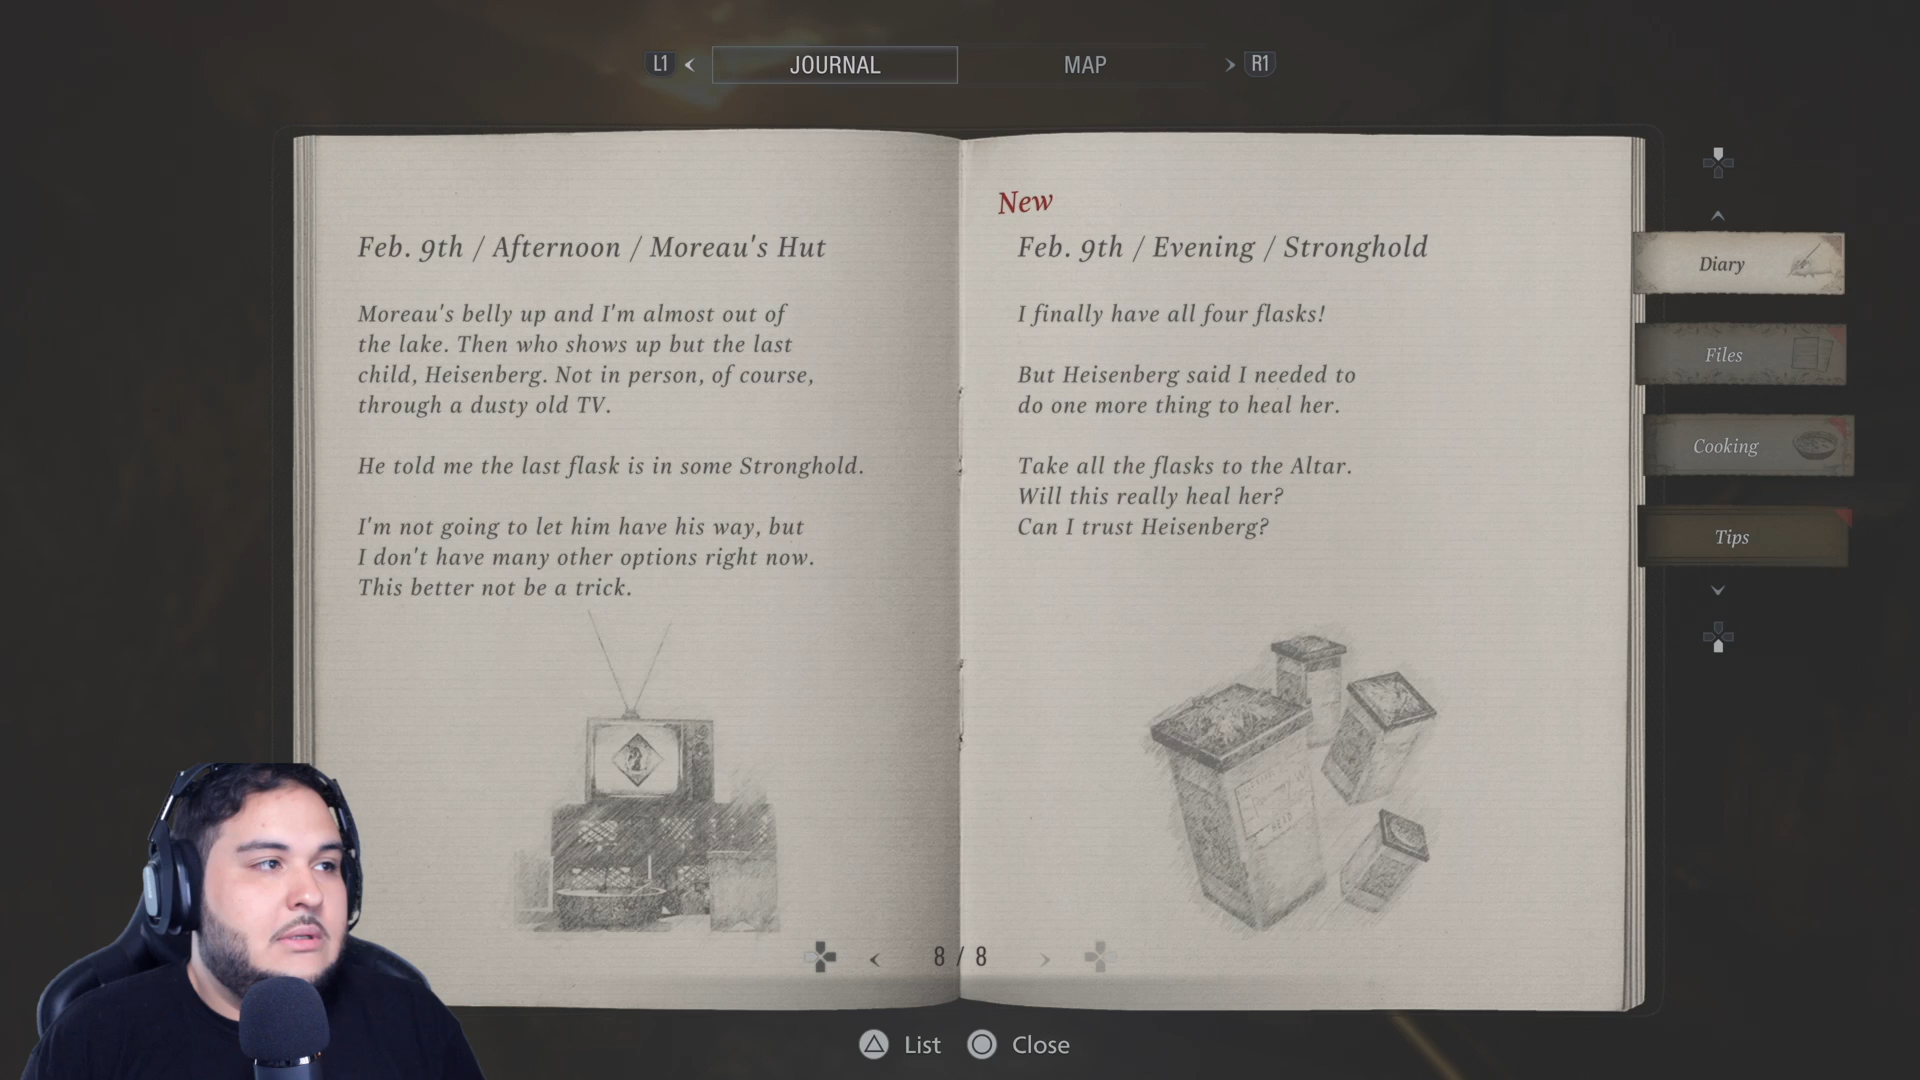 L1
JOURNAL
MAP
R1
Feb. 9th / Afternoon / Moreau's Hut
Moreau's belly up and I'm almost out of
the lake. Then who shows up but the last
child, Heisenberg. Not in person, of course,
through a dusty old TV.
He told me the last flask is in some Stronghold.
I'm not going to let him have his way, but
I don't have many other options right now.
This better not be a trick.
New
Feb. 9th / Evening / Stronghold
I finally have all four flasks!
But Heisenberg said I needed to
do one more thing to heal her.
Take all the flasks to the Altar.
Will this really heal her?
Can I trust Heisenberg?
HEAD
Diary
Files
Cooking
Tips
8 / 8
List
Close